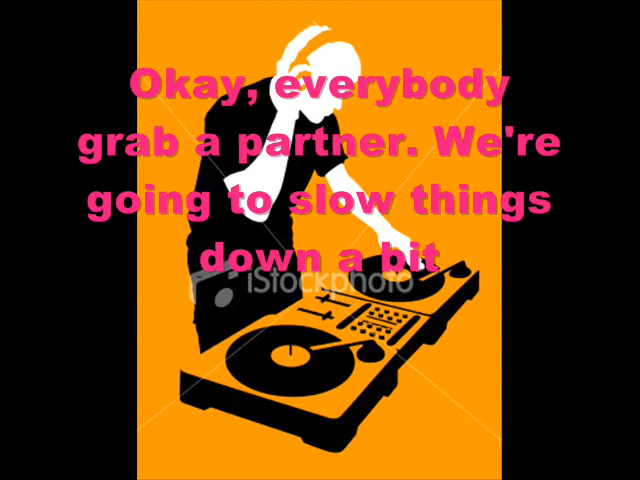 Okay, everybody
grab a partner. We're
going to slow things
down a bit
iStockphoto